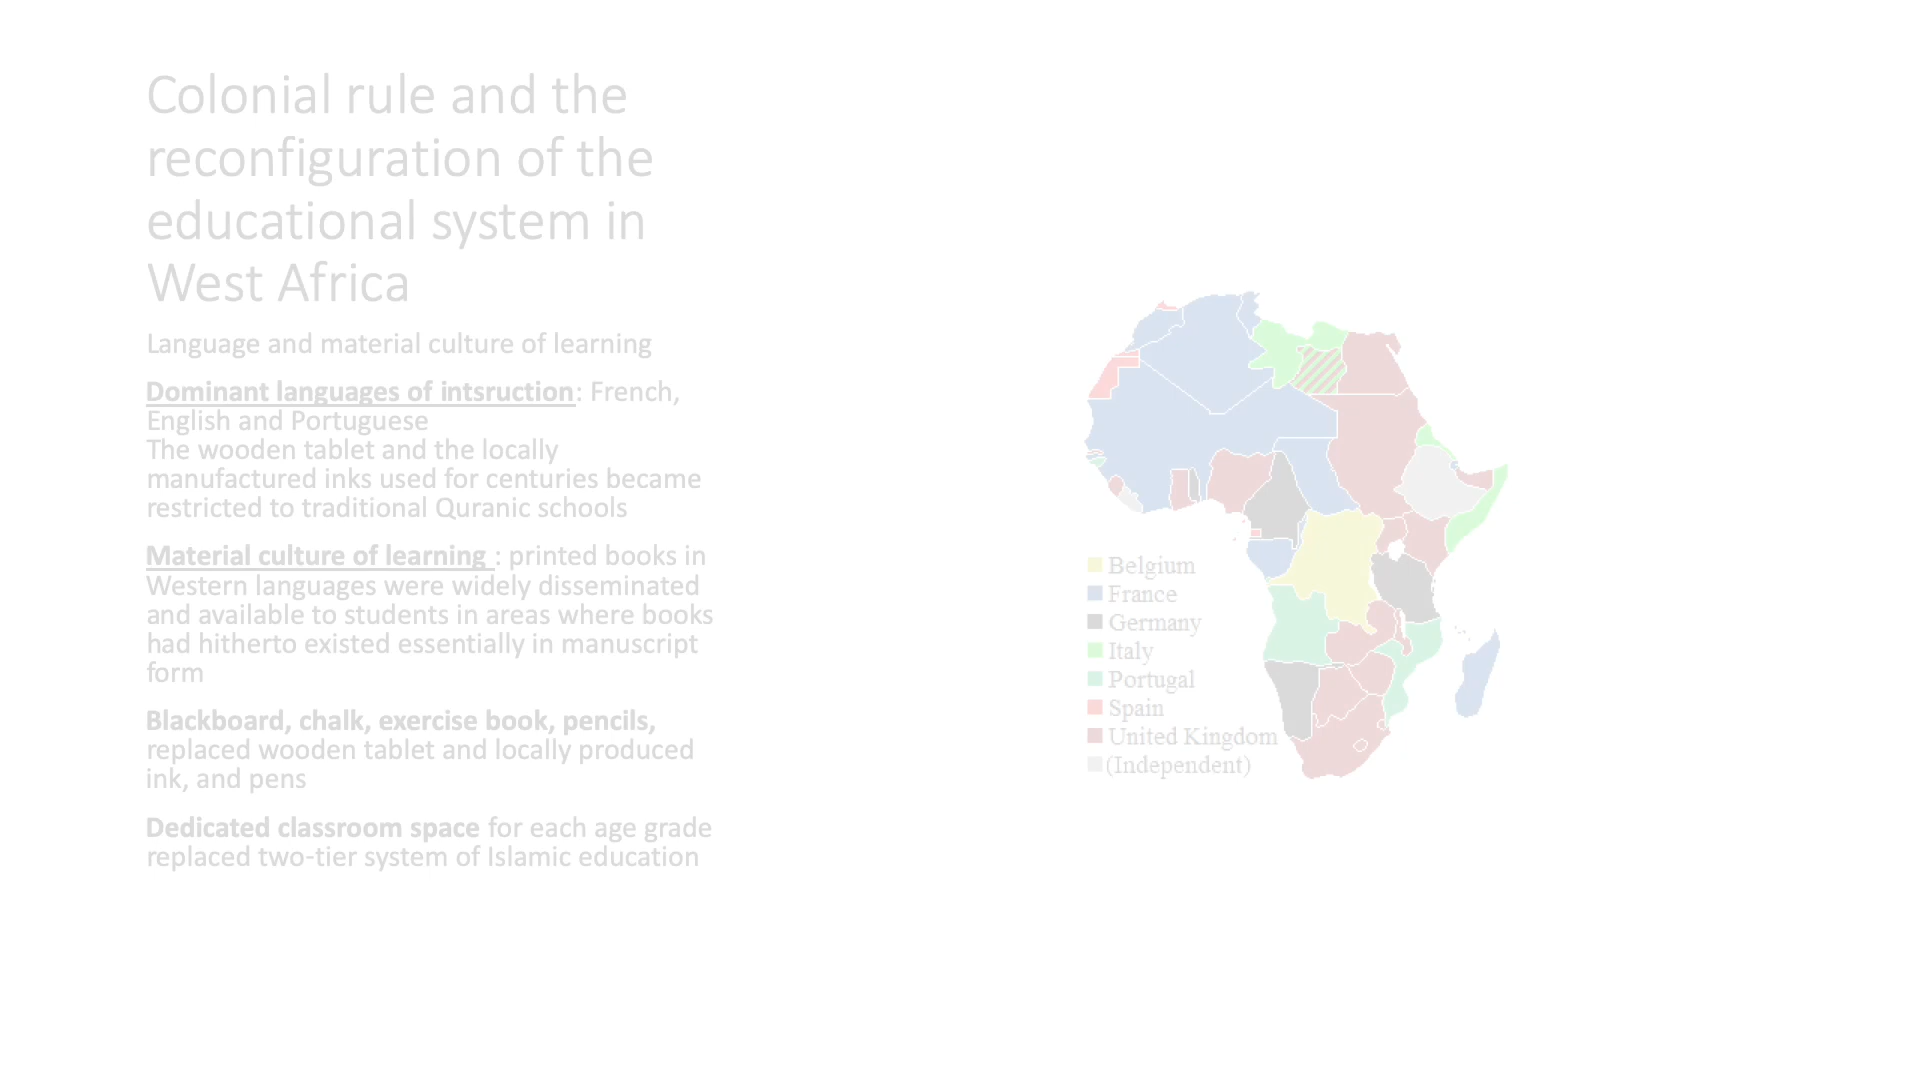 Colonial rule and the
reconfiguration of the
educational system in
West Africa
Language and material culture of learning
Dominant languages of intsruction: French,
English and Portuguese
The wooden tablet and the locally
manufactured inks used for centuries became
restricted to traditional Quranic schools
Material culture of learning : printed books in
Western languages were widely disseminated
and available to students in areas where books
had hitherto existed essentially in manuscript
form
Blackboard, chalk, exercise book, pencils,
replaced wooden tablet and locally produced
ink, and pens
Dedicated classroom space for each age grade
replaced two-tier system of Islamic education
Belgium
France
Germany
Italy
Portugal
Spain
United Kingdom
(Independent)